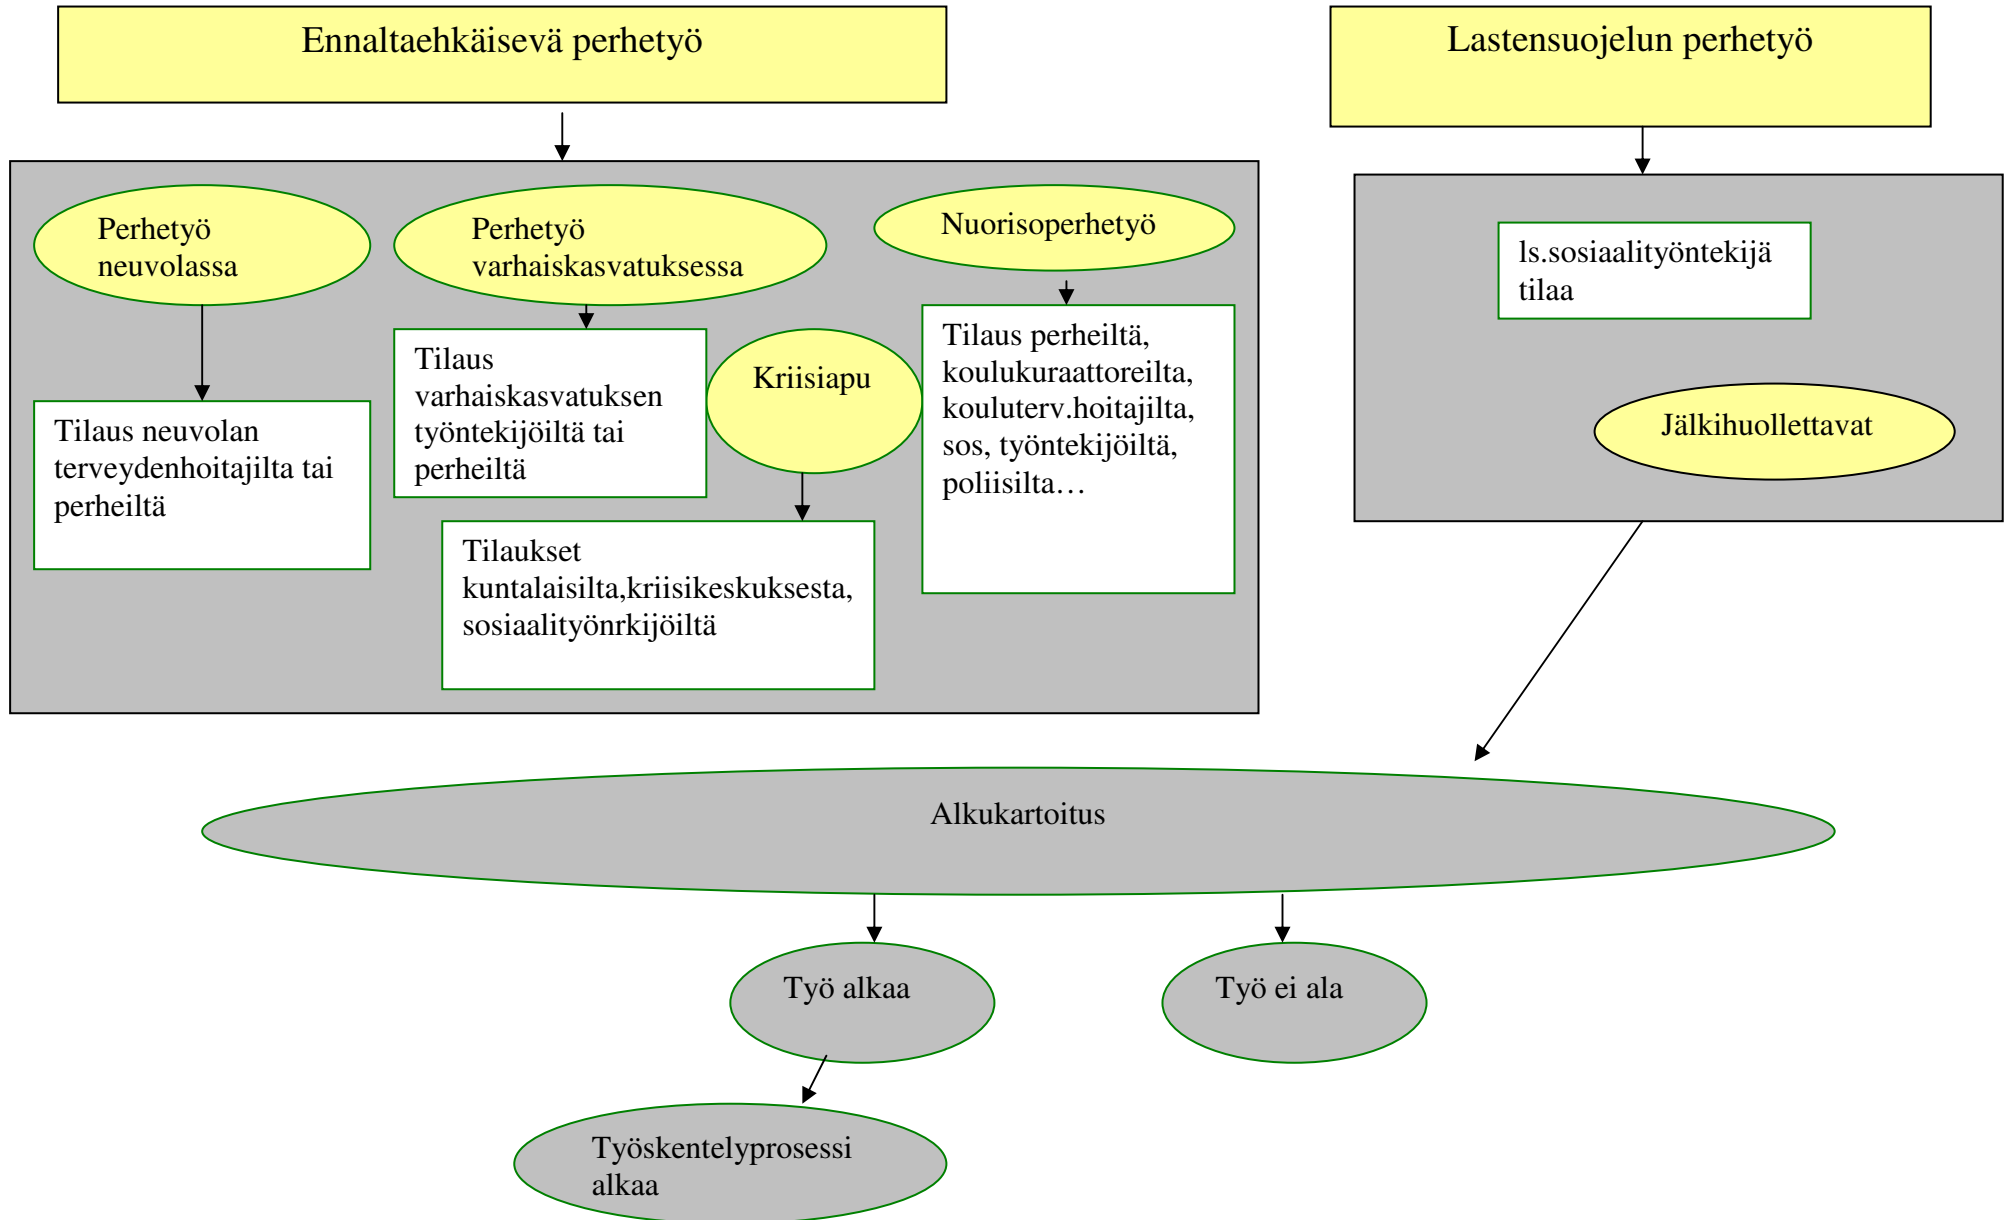 Ennaltaehkäisevä perhetyö
Lastensuojelun perhetyö
Perhetyö
neuvolassa
Perhetyö
varhaiskasvatuksessa
Nuorisoperhetyö
ls.sosiaalityöntekijä
tilaa
Tilaus neuvolan
terveydenhoitajilta tai
perheiltä
Tilaus
varhaiskasvatuksen
työntekijöiltä tai
perheiltä
Kriisiapu
Tilaus perheiltä,
koulukuraattoreilta,
kouluterv.hoitajilta,
sos, työntekijöiltä,
poliisilta…
Jälkihuollettavat
Tilaukset
kuntalaisilta,kriisikeskuksesta,
sosiaalityönrkijöiltä
Alkukartoitus
Työ alkaa
Työ ei ala
Työskentelyprosessi
alkaa